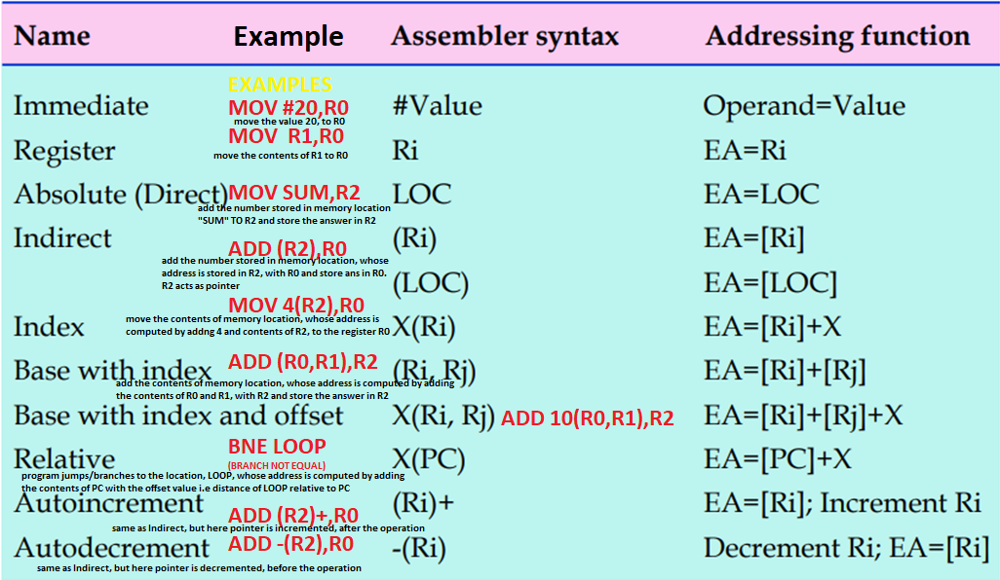 Name Example Assembler syntax Addressing function
EXAMPLES
Immediate MOV #20,R0 #Value Operand=Value
move the value 20, to R0
MOV R1,R0
Register Ri EA=Ri
move the contents of R1 to R0
Absolute (Direct) MOV SUM,R2 LOC EA=LOC
add the number stored in memory location
"SUM" TO R2 and store the answer in R2
Indirect ADD (R2),R0 (Ri) EA=[Ri]
add the number stored in memory location, whose
address is stored in R2, with R0 and store ans in R0.
R2 acts as pointer
(LOC) EA=[LOC]
MOV 4(R2),R0
move the contents of memory location, whose address is
computed by addng 4 and contents of R2, to the register R0
Index X(Ri) EA=[Ri]+X
Base with index ADD (R0,R1),R2 (Ri, Rj) EA=[Ri]+[Rj]
add the contents of memory location, whose address is computed by adding
the contents of R0 and R1, with R2 and store the answer in R2
Base with index and offset X(Ri, Rj) ADD 10(R0,R1),R2 EA=[Ri]+[Rj]+X
Relative BNE LOOP X(PC) EA=[PC]+X
(BRANCH NOT EQUAL)
program jumps/branches to the location, LOOP, whose address is computed by adding
the contents of PC with the offset value i.e distance of LOOP relative to PC
Autoincrement ADD (R2)+,R0 (Ri)+ EA=[Ri]; Increment Ri
same as Indirect, but here pointer is incremented, after the operation
Autodecrement ADD -(R2),R0 -(Ri) Decrement Ri; EA=[Ri]
same as Indirect, but here pointer is decremented, before the operation